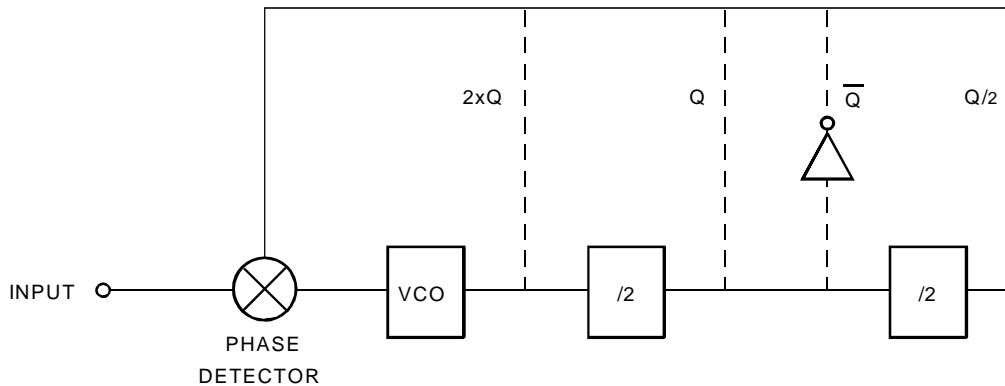 2xQ
Q
Q̅
Q/2
INPUT
VCO
/2
/2
PHASE
DETECTOR